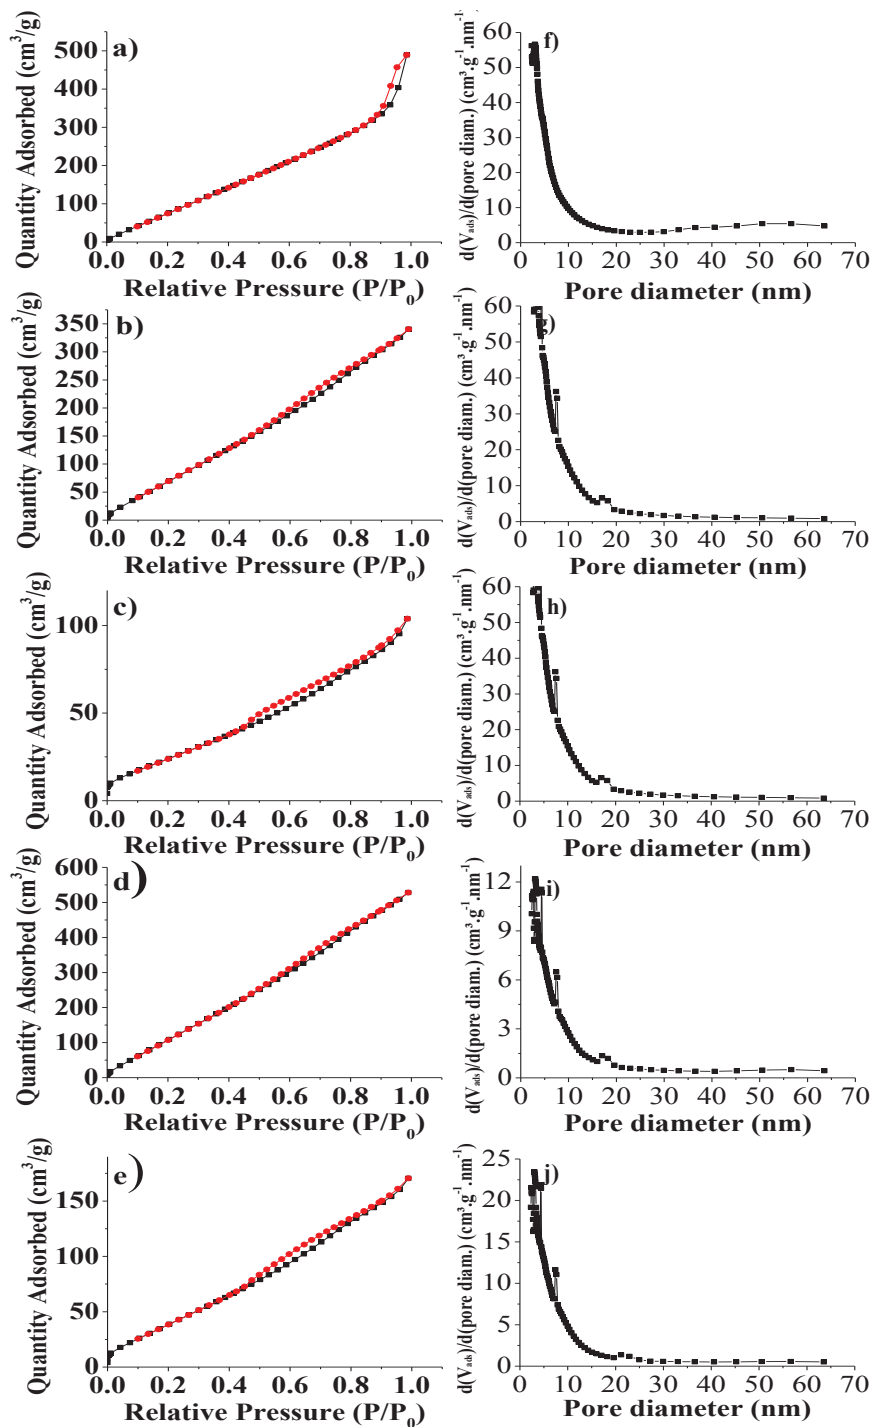 Quantity Adsorbed (cm³/g)
a)
500
400
300
200
100
0
0.0 0.2 0.4 0.6 0.8 1.0
Relative Pressure (P/P₀)
d(Vads)/d(pore diam.) (cm³.g⁻¹.nm⁻¹)
f)
60
50
40
30
20
10
0
0 10 20 30 40 50 60 70
Pore diameter (nm)
Quantity Adsorbed (cm³/g)
b)
350
300
250
200
150
100
50
0
0.0 0.2 0.4 0.6 0.8 1.0
Relative Pressure (P/P₀)
d(Vads)/d(pore diam.) (cm³.g⁻¹.nm⁻¹)
g)
60
50
40
30
20
10
0
0 10 20 30 40 50 60 70
Pore diameter (nm)
Quantity Adsorbed (cm³/g)
c)
100
50
0
0.0 0.2 0.4 0.6 0.8 1.0
Relative Pressure (P/P₀)
d(Vads)/d(pore diam.) (cm³.g⁻¹.nm⁻¹)
h)
60
50
40
30
20
10
0
0 10 20 30 40 50 60 70
Pore diameter (nm)
Quantity Adsorbed (cm³/g)
d)
600
500
400
300
200
100
0
0.0 0.2 0.4 0.6 0.8 1.0
Relative Pressure (P/P₀)
d(Vads)/d(pore diam.) (cm³.g⁻¹.nm⁻¹)
i)
12
9
6
3
0
0 10 20 30 40 50 60 70
Pore diameter (nm)
Quantity Adsorbed (cm³/g)
e)
150
100
50
0
0.0 0.2 0.4 0.6 0.8 1.0
Relative Pressure (P/P₀)
d(Vads)/d(pore diam.) (cm³.g⁻¹.nm⁻¹)
j)
25
20
15
10
5
0
0 10 20 30 40 50 60 70
Pore diameter (nm)